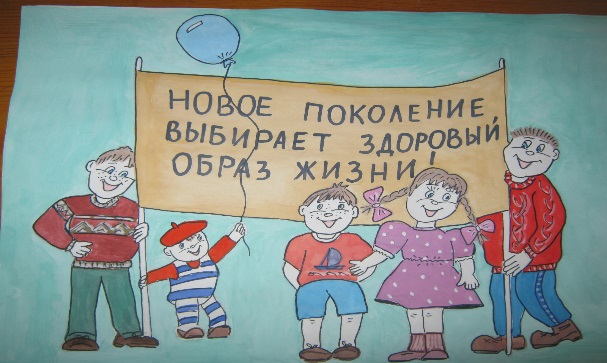 НОВОЕ ПОКОЛЕНИЕ
ВЫБИРАЕТ ЗДОРОВЫЙ
ОБРАЗ ЖИЗНИ!